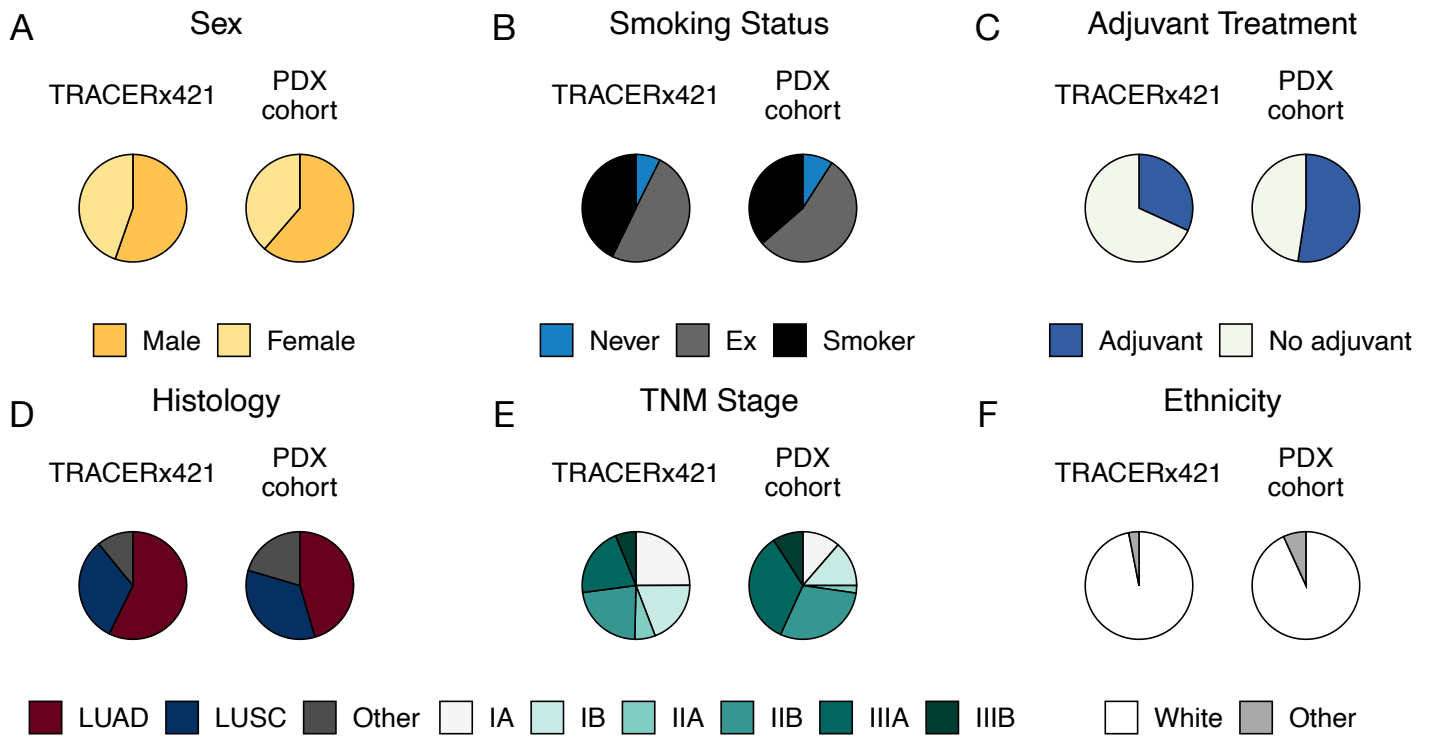 A
Sex
TRACERx421
PDX
cohort
Male
Female
B
Smoking Status
TRACERx421
PDX
cohort
Never
Ex
Smoker
C
Adjuvant Treatment
TRACERx421
PDX
cohort
Adjuvant
No adjuvant
D
Histology
TRACERx421
PDX
cohort
LUAD
LUSC
Other
E
TNM Stage
TRACERx421
PDX
cohort
IA
IB
IIA
IIB
IIIA
IIIB
F
Ethnicity
TRACERx421
PDX
cohort
White
Other